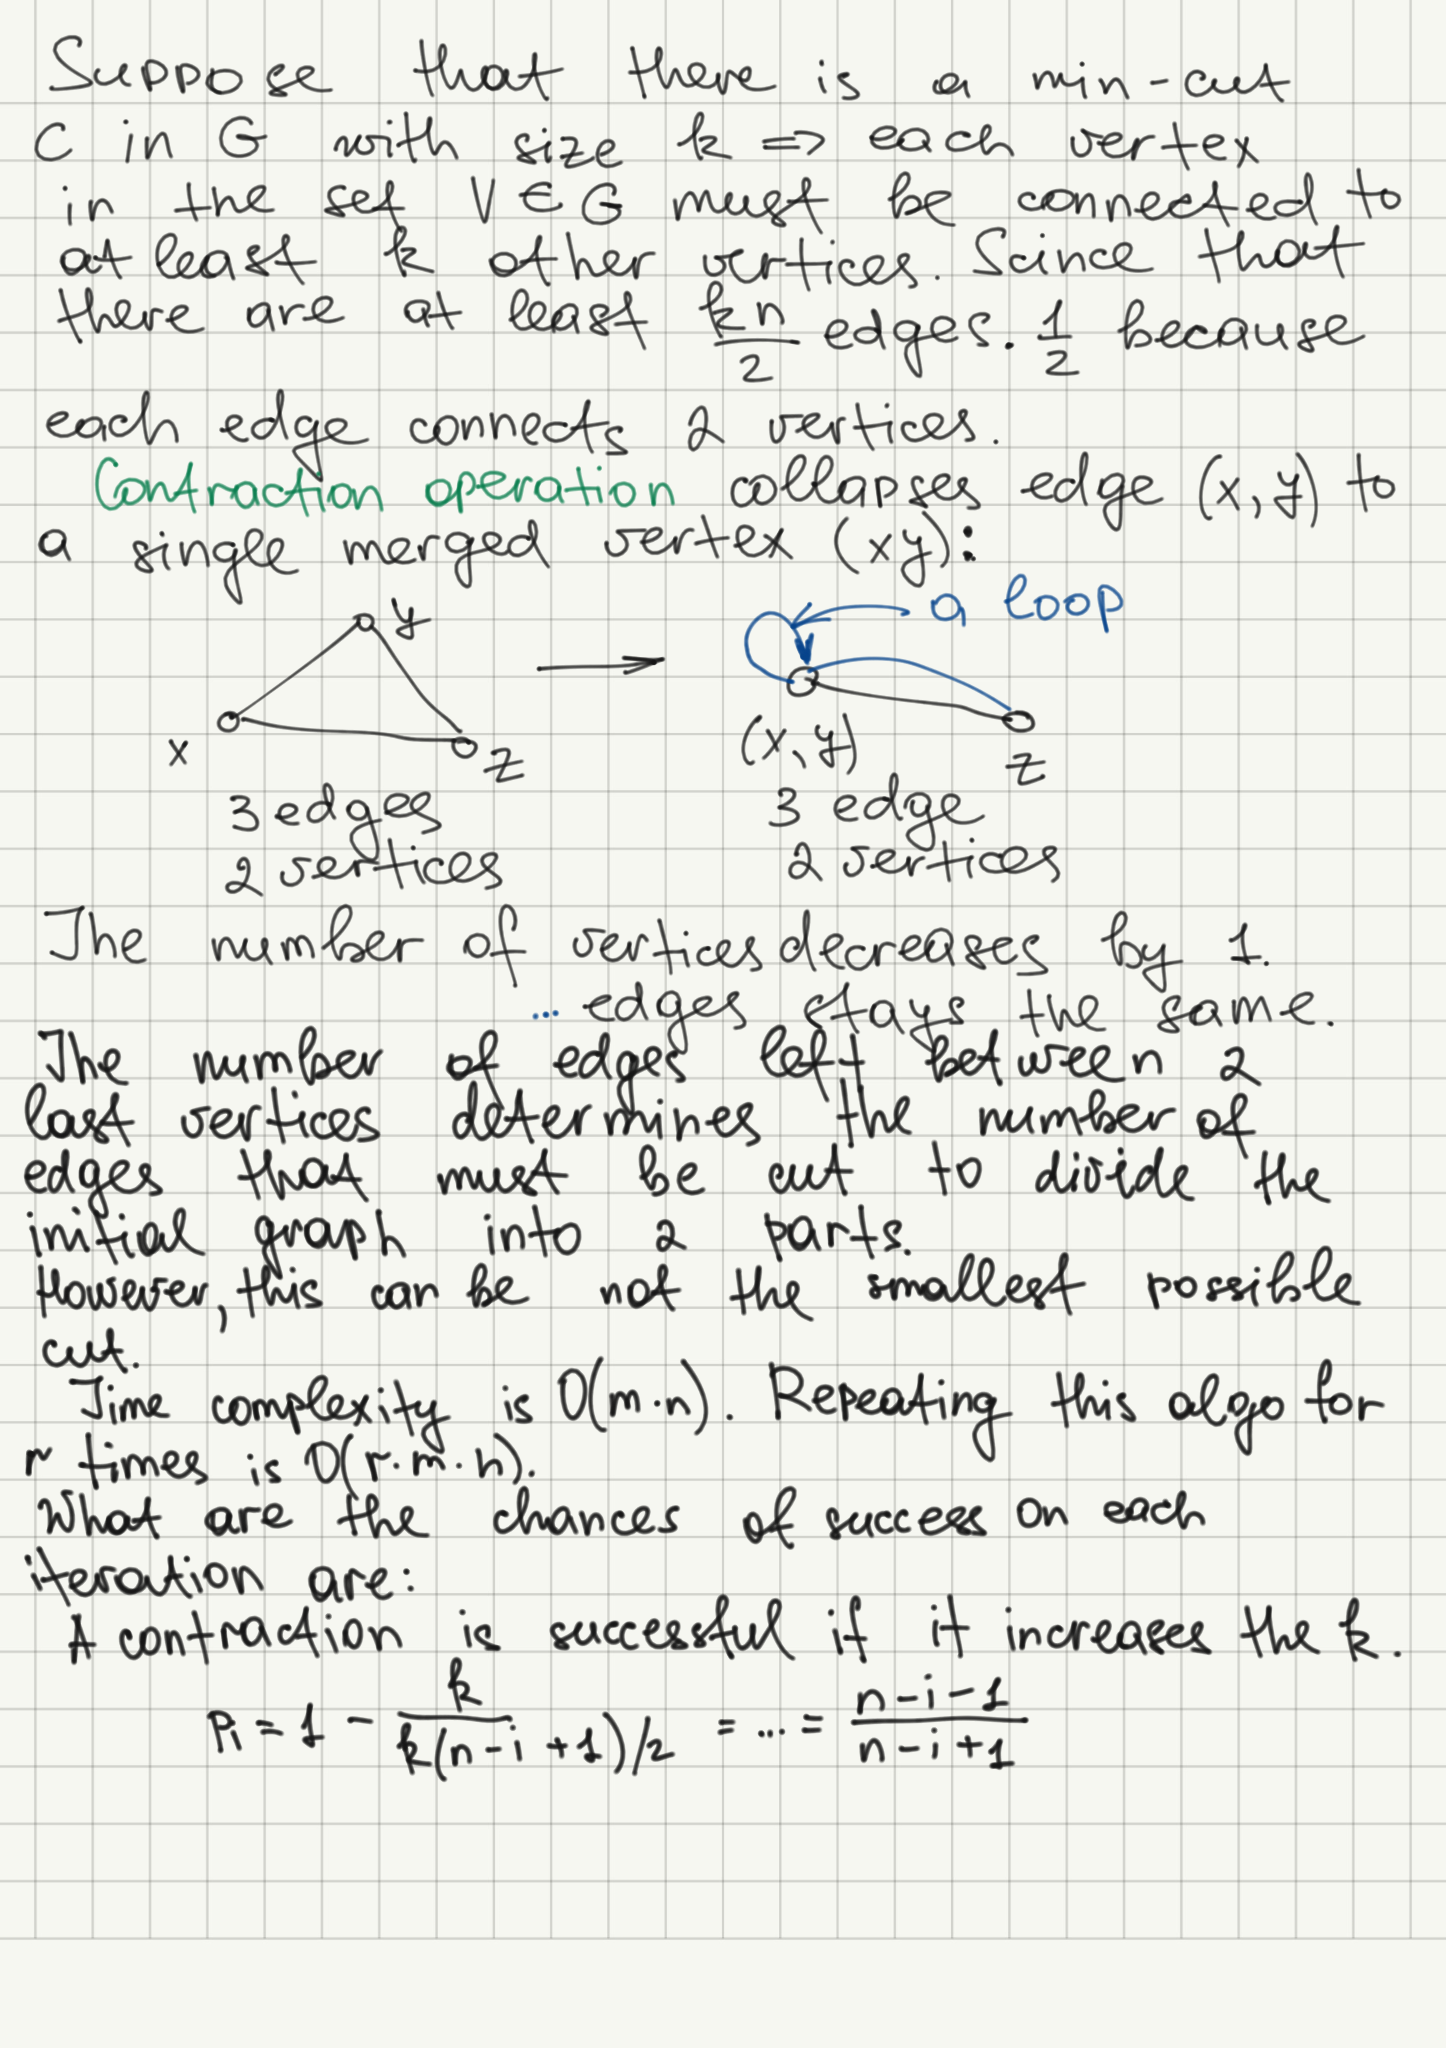 Suppose that there is a min-cut
C in G with size k => each vertex
in the set V ∈ G must be connected to
at least k other vertices. Scince that
there are at least kn/2 edges. 1/2 because
each edge connects 2 vertices.
Contraction operation collapses edge (x, y) to
a single merged vertex (xy):
a loop
y
x
z
(x, y)
z
3 edges
2 vertices
3 edge
2 vertices
The number of vertices decreases by 1.
... edges stays the same.
The number of edges left between 2
last vertices determines the number of
edges that must be cut to divide the
initial graph into 2 parts.
However, this can be not the smallest possible
cut.
Time complexity is O(m·n). Repeating this algo for
r times is O(r·m·n).
What are the chances of success on each
iteration are:
A contraction is successful if it increases the k.
Pi = 1 - k/(k(n-i+1)/2) = ... = (n-i-1)/(n-i+1)